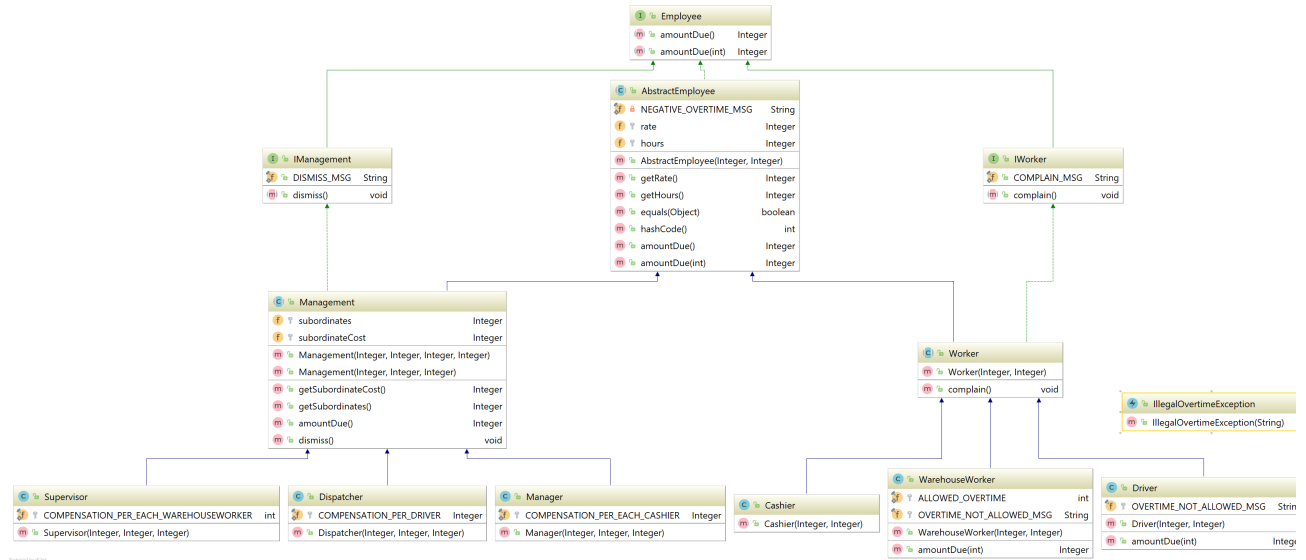 Employee
amountDue() Integer
amountDue(int) Integer
AbstractEmployee
NEGATIVE_OVERTIME_MSG String
rate Integer
hours Integer
AbstractEmployee(Integer, Integer)
getRate() Integer
getHours() Integer
equals(Object) boolean
hashCode() int
amountDue() Integer
amountDue(int) Integer
IManagement
DISMISS_MSG String
dismiss() void
IWorker
COMPLAIN_MSG String
complain() void
Management
subordinates Integer
subordinateCost Integer
Management(Integer, Integer, Integer, Integer)
Management(Integer, Integer, Integer)
getSubordinateCost() Integer
getSubordinates() Integer
amountDue() Integer
dismiss() void
Worker
Worker(Integer, Integer)
complain() void
IllegalOvertimeException
IllegalOvertimeException(String)
Supervisor
COMPENSATION_PER_EACH_WAREHOUSEWORKER int
Supervisor(Integer, Integer, Integer)
Dispatcher
COMPENSATION_PER_DRIVER Integer
Dispatcher(Integer, Integer, Integer)
Manager
COMPENSATION_PER_EACH_CASHIER Integer
Manager(Integer, Integer, Integer)
Cashier
Cashier(Integer, Integer)
WarehouseWorker
ALLOWED_OVERTIME int
OVERTIME_NOT_ALLOWED_MSG String
WarehouseWorker(Integer, Integer)
amountDue(int) Integer
Driver
OVERTIME_NOT_ALLOWED_MSG
Driver(Integer, Integer)
amountDue(int)